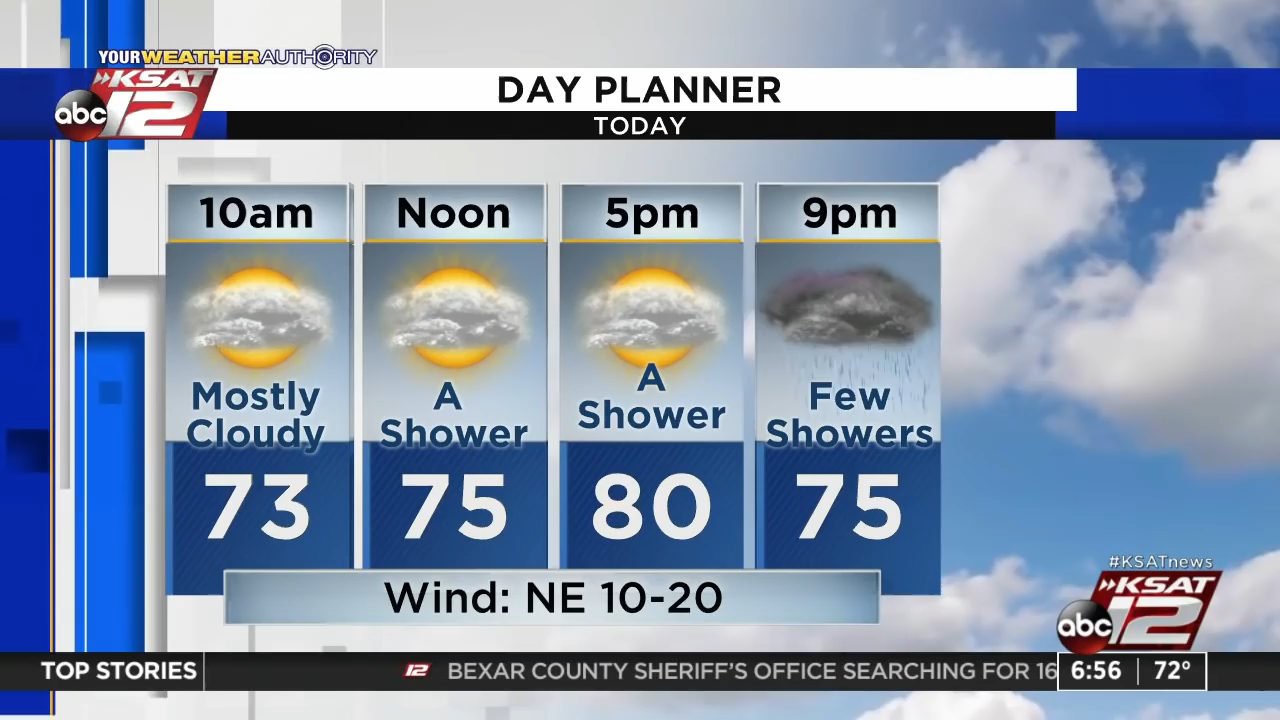 YOURWEATHERAUTHORITY
KSAT
abc 12
DAY PLANNER
TODAY
10am Noon 5pm 9pm
Mostly Cloudy
A Shower
A Shower
Few Showers
73 75 80 75
Wind: NE 10-20
#KSATnews
KSAT
abc 12
TOP STORIES 12 BEXAR COUNTY SHERIFF'S OFFICE SEARCHING FOR 16 6:56 72°